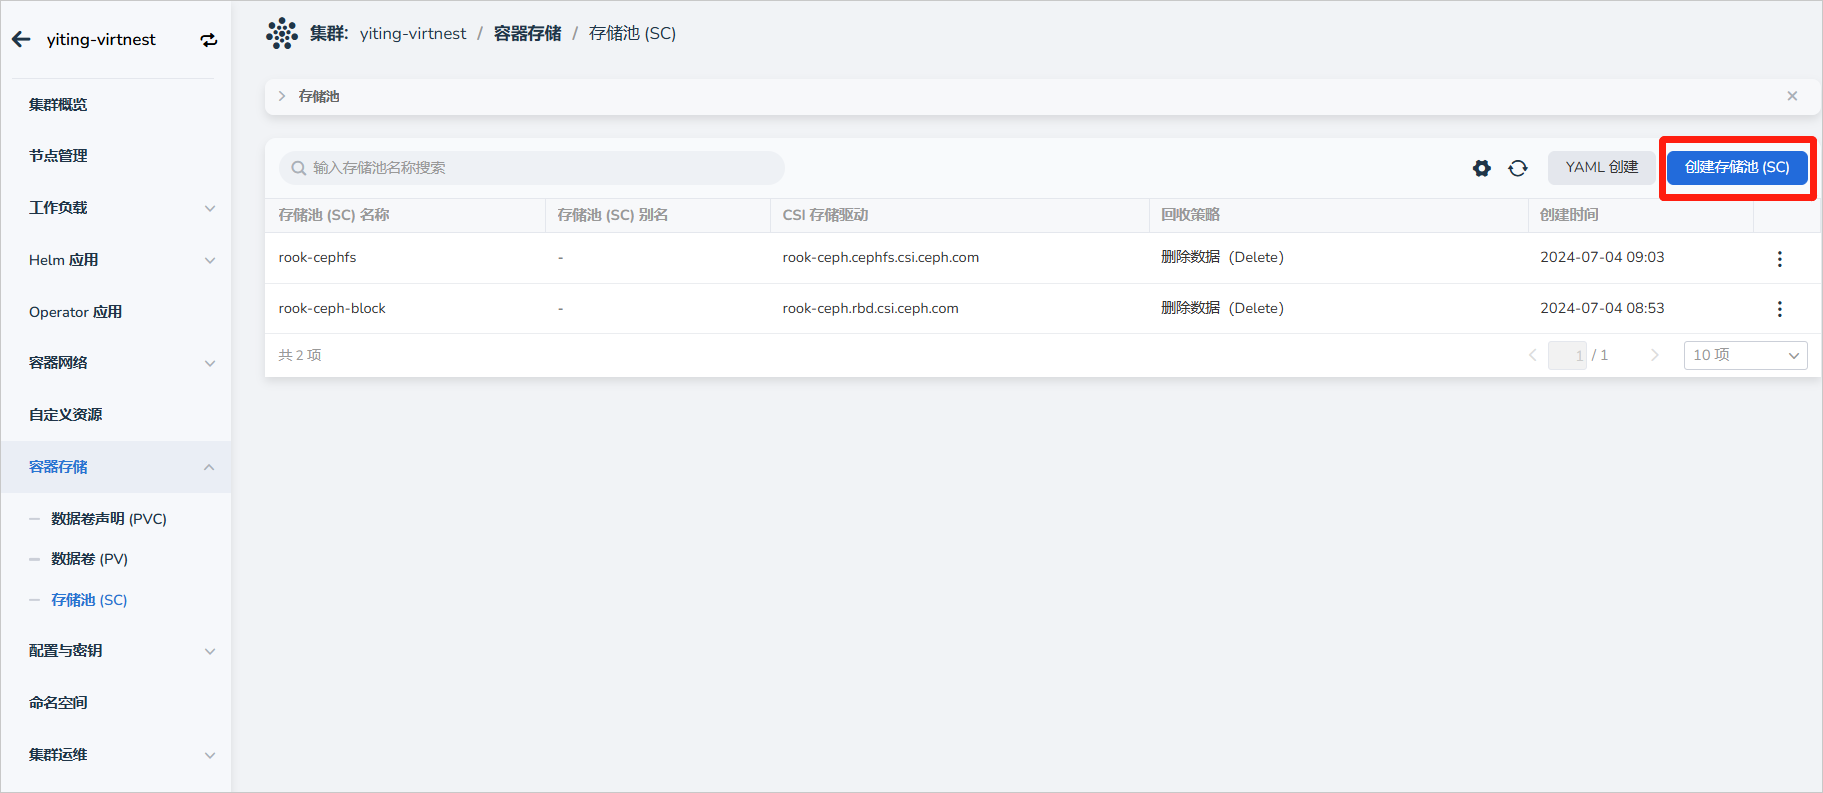 yiting-virtnest
集群概览
节点管理
工作负载
Helm 应用
Operator 应用
容器网络
自定义资源
容器存储
数据卷声明 (PVC)
数据卷 (PV)
存储池 (SC)
配置与密钥
命名空间
集群运维
集群: yiting-virtnest / 容器存储 / 存储池 (SC)
存储池
输入存储池名称搜索
YAML 创建
创建存储池 (SC)
存储池 (SC) 名称 存储池 (SC) 别名 CSI 存储驱动 回收策略 创建时间
rook-cephfs - rook-ceph.cephfs.csi.ceph.com 删除数据（Delete） 2024-07-04 09:03
rook-ceph-block - rook-ceph.rbd.csi.ceph.com 删除数据（Delete） 2024-07-04 08:53
共 2 项
1 / 1
10 项